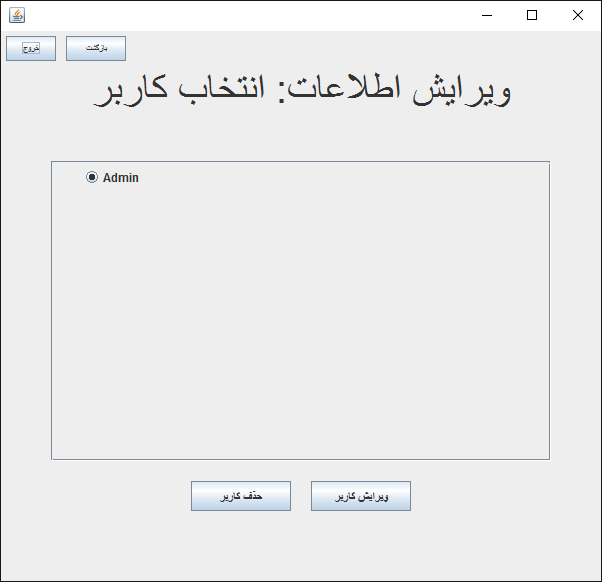 خروج
بازگشت
ویرایش اطلاعات: انتخاب کاربر
Admin
حذف کاربر
ویرایش کاربر